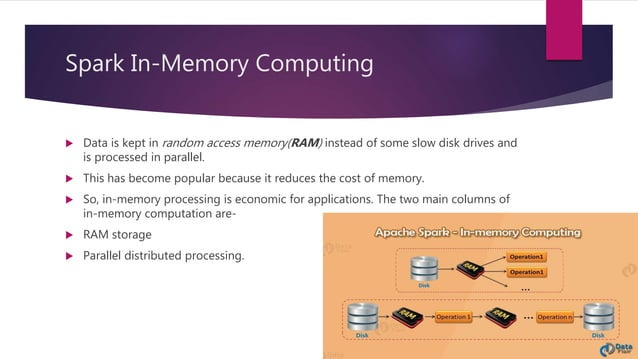 Spark In-Memory Computing
Data is kept in random access memory(RAM) instead of some slow disk drives and
is processed in parallel.
This has become popular because it reduces the cost of memory.
So, in-memory processing is economic for applications. The two main columns of
in-memory computation are-
RAM storage
Parallel distributed processing.
Apache Spark - In-memory Computing
Disk
RAM
Operation1
Operation1
...
Disk
RAM
Operation 1
RAM
...
Operation n
Disk
Data
Flair